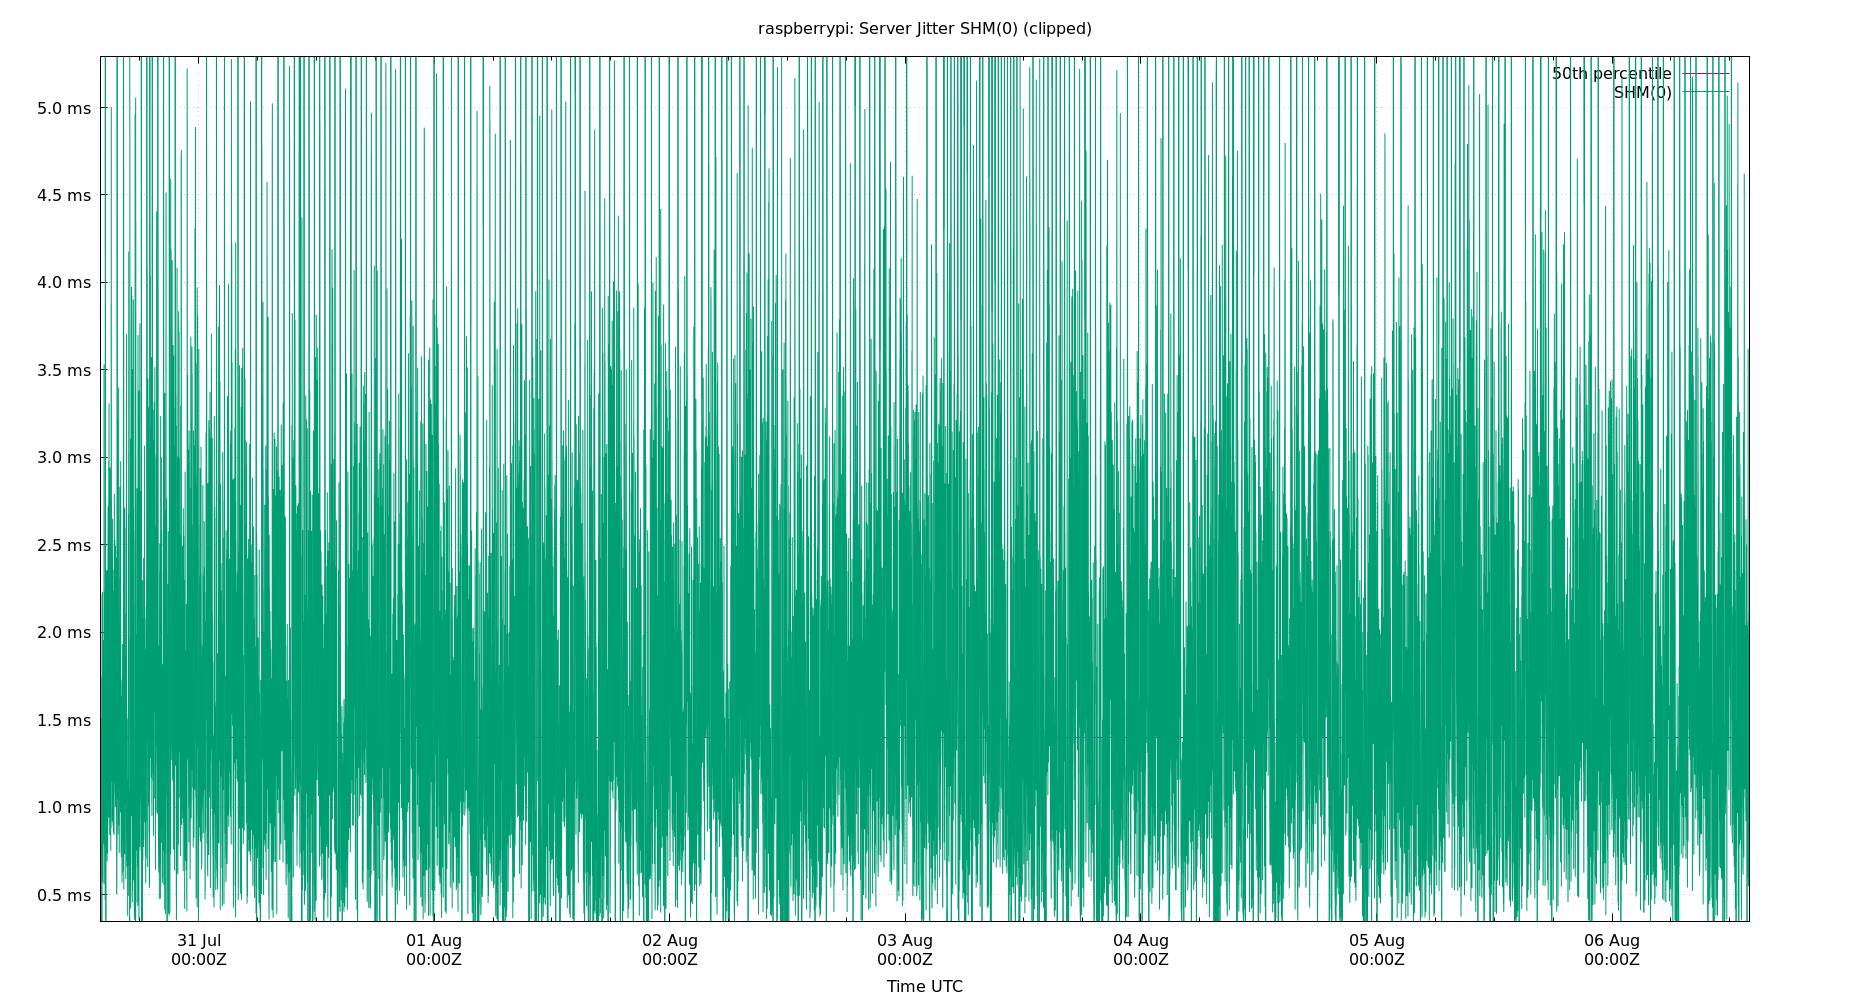 raspberrypi: Server Jitter SHM(0) (clipped)
50th percentile
SHM(0)
5.0 ms
4.5 ms
4.0 ms
3.5 ms
3.0 ms
2.5 ms
2.0 ms
1.5 ms
1.0 ms
0.5 ms
31 Jul 01 Aug 02 Aug 03 Aug 04 Aug 05 Aug 06 Aug
00:00Z 00:00Z 00:00Z 00:00Z 00:00Z 00:00Z 00:00Z
Time UTC